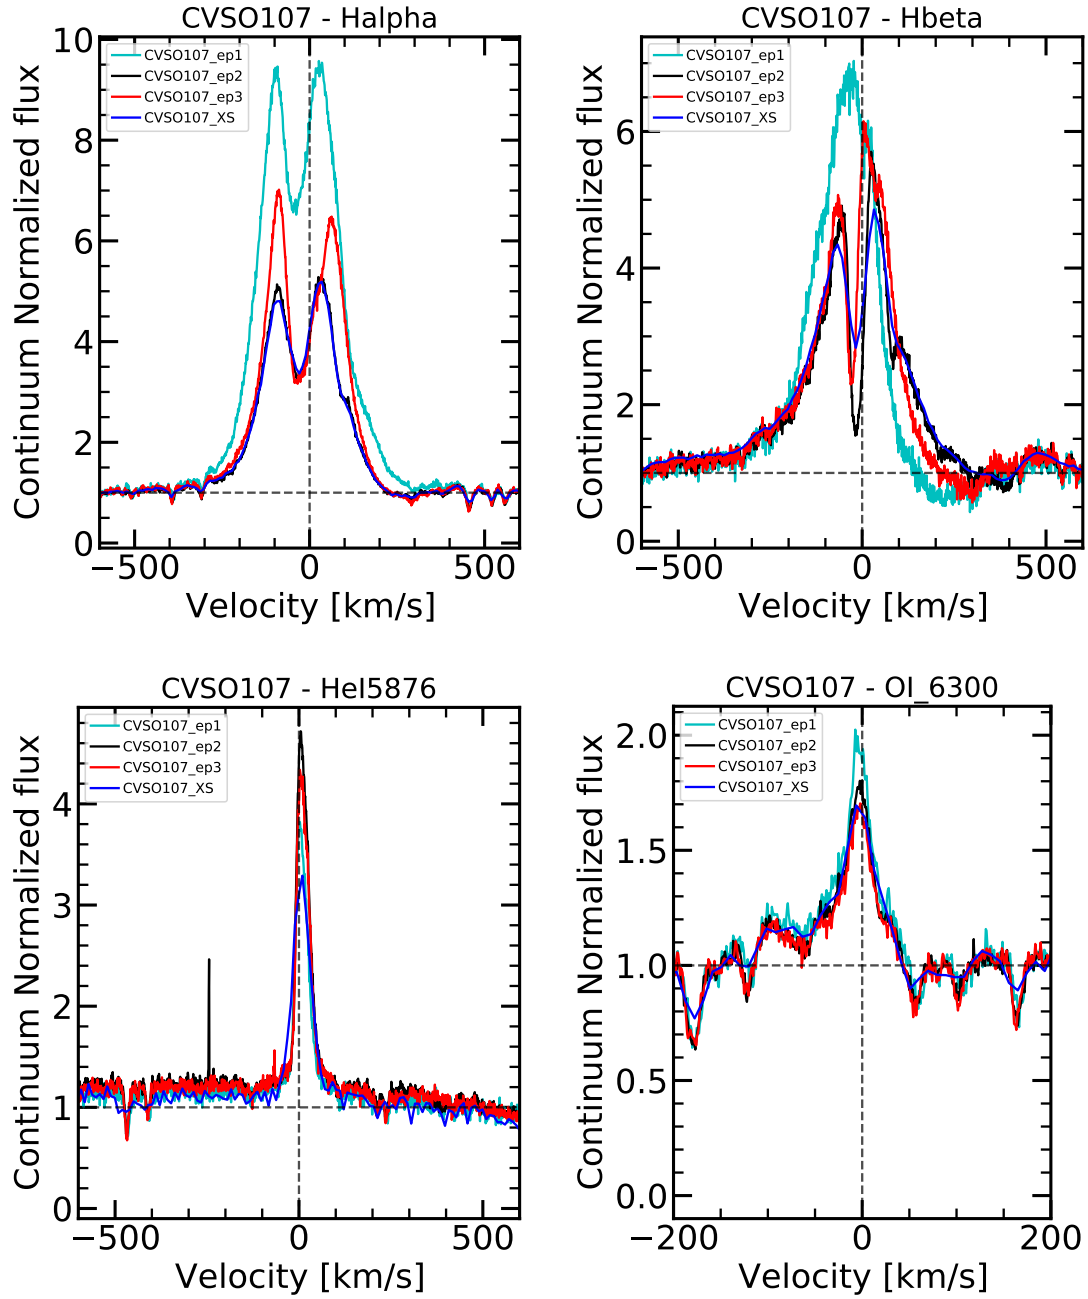 CVSO107 - Halpha
Continuum Normalized flux
10
8
6
4
2
0
CVSO107_ep1
CVSO107_ep2
CVSO107_ep3
CVSO107_XS
−500
0
500
Velocity [km/s]
CVSO107 - Hbeta
Continuum Normalized flux
6
4
2
0
CVSO107_ep1
CVSO107_ep2
CVSO107_ep3
CVSO107_XS
−500
0
500
Velocity [km/s]
CVSO107 - HeI5876
Continuum Normalized flux
4
3
2
1
0
CVSO107_ep1
CVSO107_ep2
CVSO107_ep3
CVSO107_XS
−500
0
500
Velocity [km/s]
CVSO107 - OI_6300
Continuum Normalized flux
2.0
1.5
1.0
0.5
0.0
CVSO107_ep1
CVSO107_ep2
CVSO107_ep3
CVSO107_XS
−200
−100
0
100
200
Velocity [km/s]